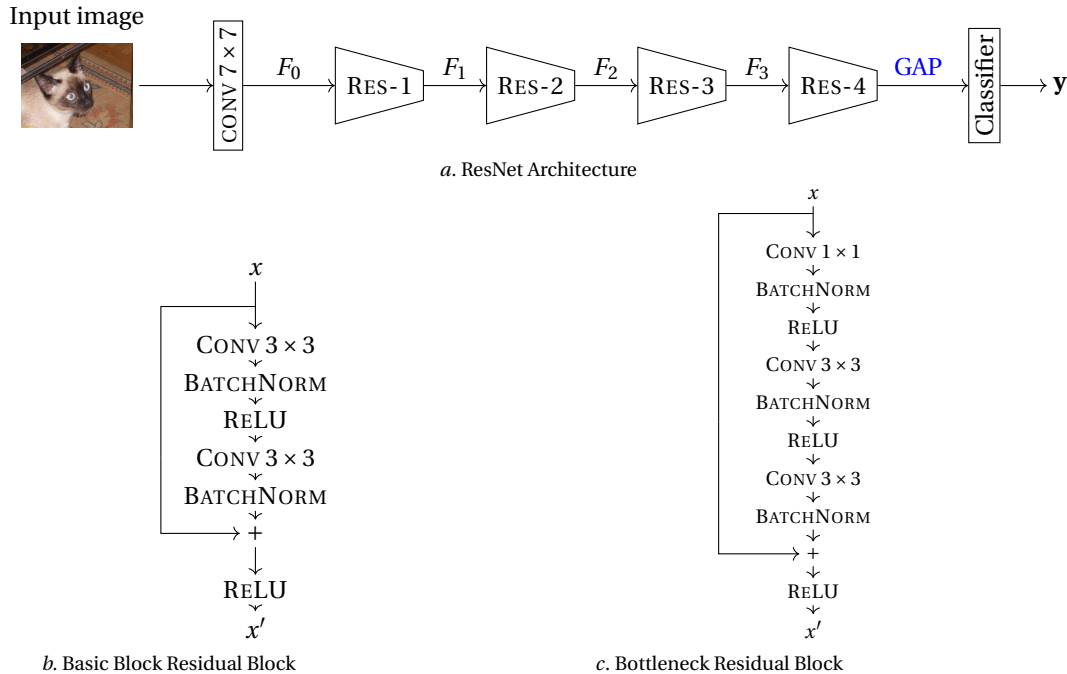 Input image
CONV 7 × 7
F₀
RES-1
F₁
RES-2
F₂
RES-3
F₃
RES-4
GAP
Classifier
y
a. ResNet Architecture
x
CONV 3 × 3
BATCHNORM
RELU
CONV 3 × 3
BATCHNORM
+
RELU
x′
b. Basic Block Residual Block
x
CONV 1 × 1
BATCHNORM
RELU
CONV 3 × 3
BATCHNORM
RELU
CONV 3 × 3
BATCHNORM
+
RELU
x′
c. Bottleneck Residual Block